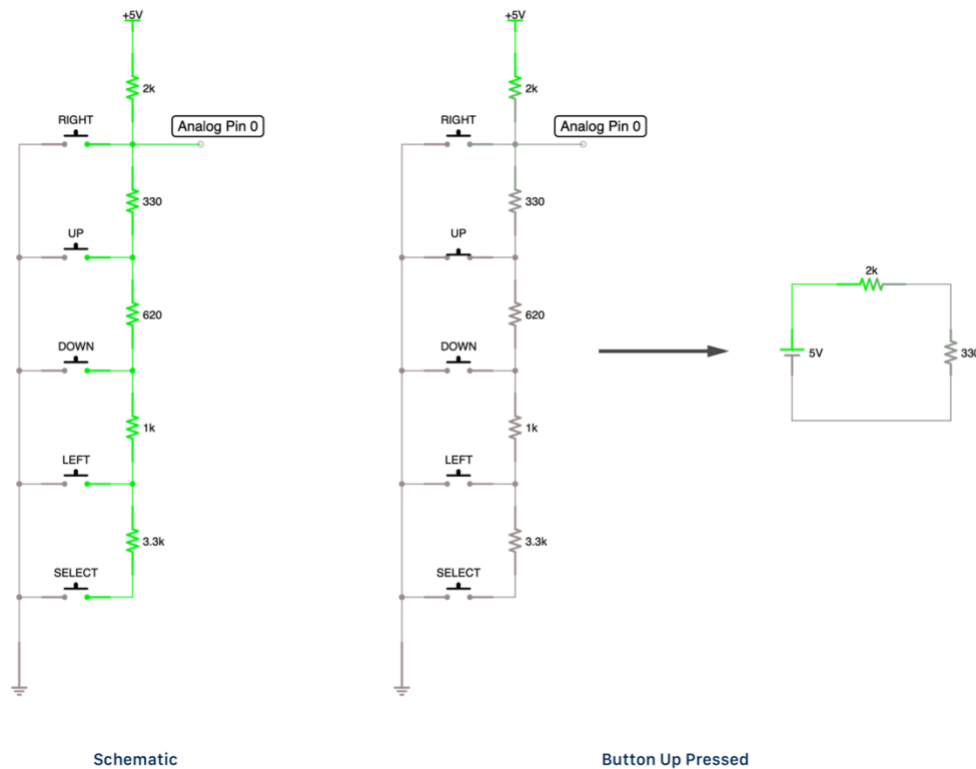 +5V
2k
RIGHT
Analog Pin 0
330
UP
620
DOWN
1k
LEFT
3.3k
SELECT
Schematic
+5V
2k
RIGHT
Analog Pin 0
330
UP
620
DOWN
1k
LEFT
3.3k
SELECT
2k
5V
330
Button Up Pressed